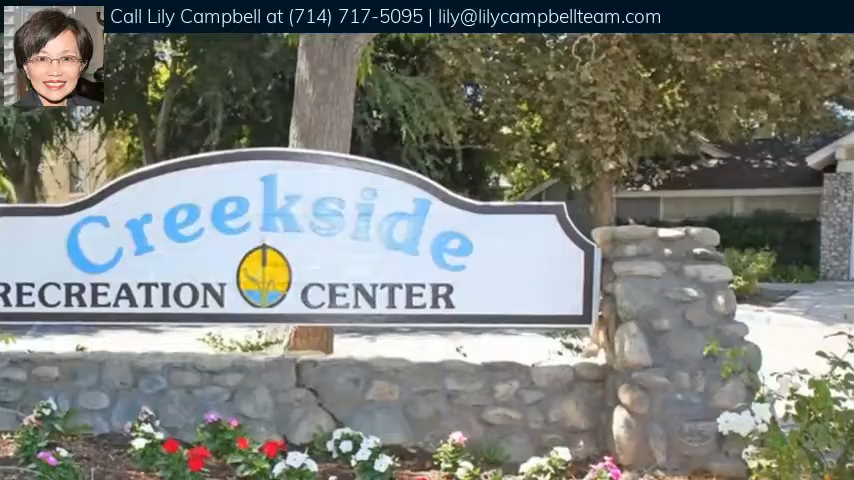 Call Lily Campbell at (714) 717-5095 | lily@lilycampbellteam.com
Creekside
RECREATION CENTER